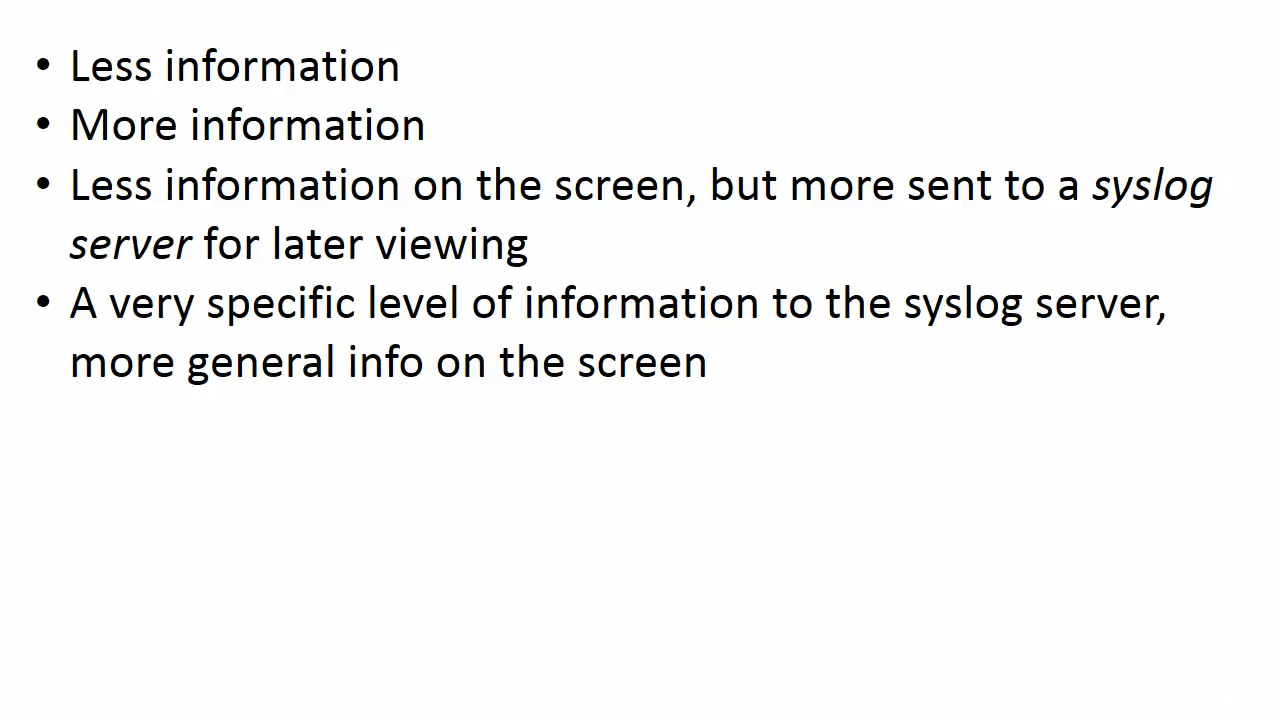 • Less information
• More information
• Less information on the screen, but more sent to a syslog
server for later viewing
• A very specific level of information to the syslog server,
more general info on the screen